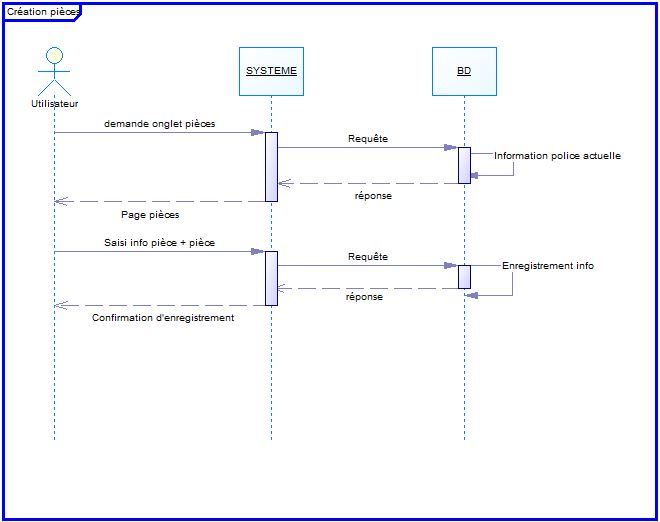 Création pièces
SYSTEME
BD
Utilisateur
demande onglet pièces
Requête
Information police actuelle
réponse
Page pièces
Saisi info pièce + pièce
Requête
Enregistrement info
réponse
Confirmation d'enregistrement